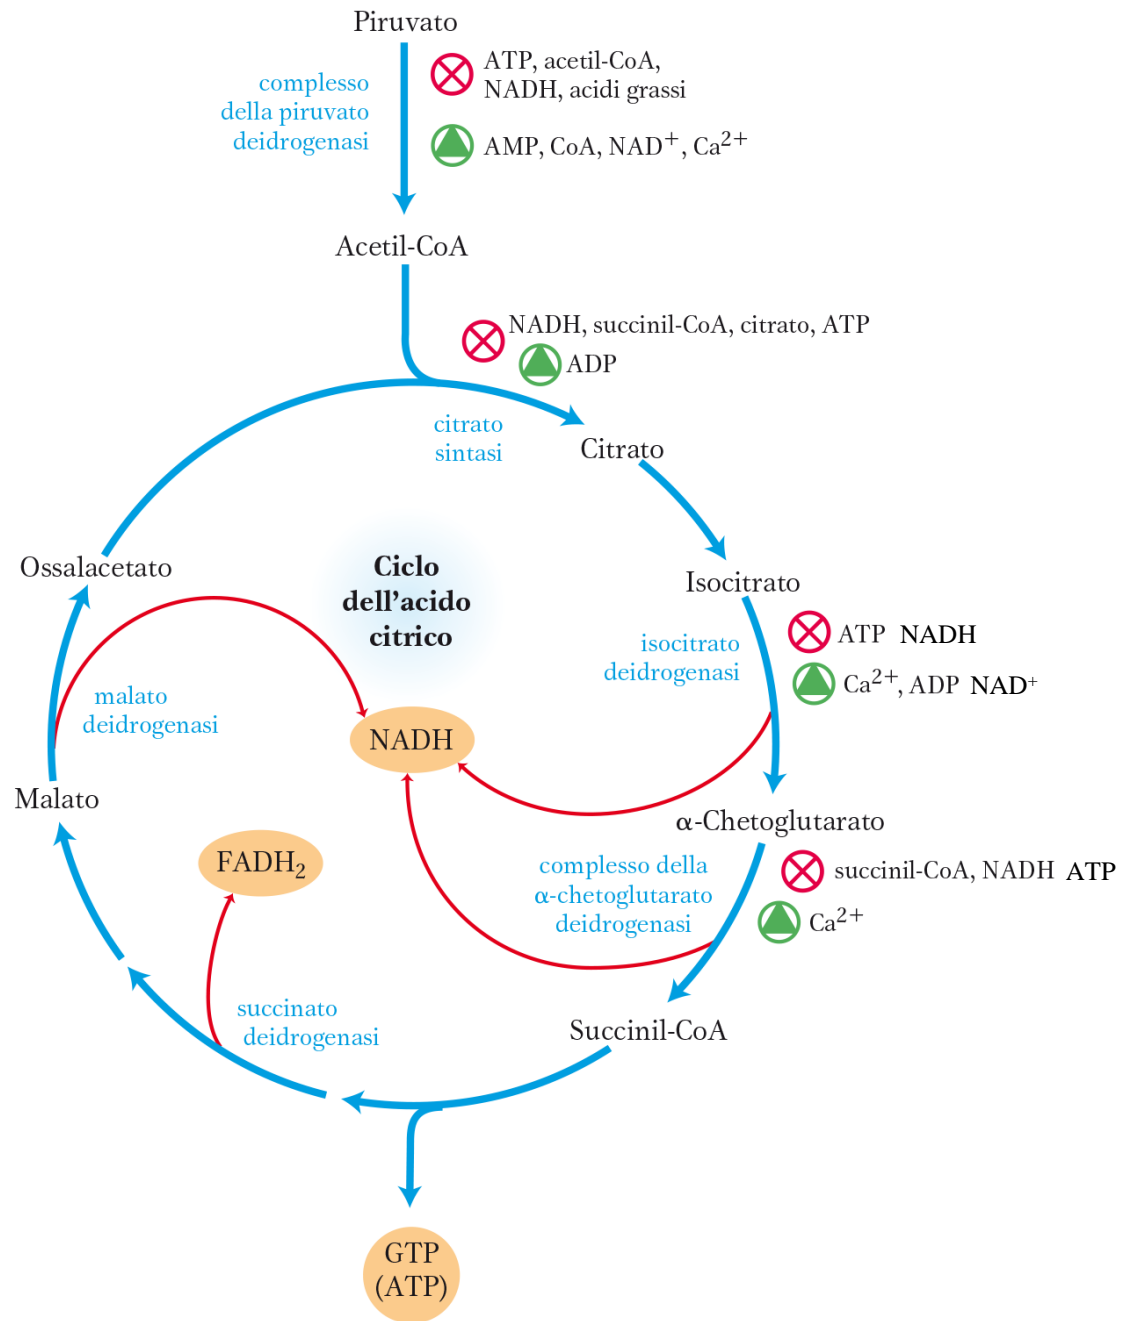 Piruvato
complesso
della piruvato
deidrogenasi
ATP, acetil-CoA,
NADH, acidi grassi
AMP, CoA, NAD⁺, Ca²⁺
Acetil-CoA
NADH, succinil-CoA, citrato, ATP
ADP
citrato
sintasi
Citrato
Ossalacetato
Ciclo
dell’acido
citrico
Isocitrato
isocitrato
deidrogenasi
ATP NADH
Ca²⁺, ADP NAD⁺
malato
deidrogenasi
NADH
Malato
α-Chetoglutarato
FADH₂
complesso della
α-chetoglutarato
deidrogenasi
succinil-CoA, NADH ATP
Ca²⁺
succinato
deidrogenasi
Succinil-CoA
GTP
(ATP)